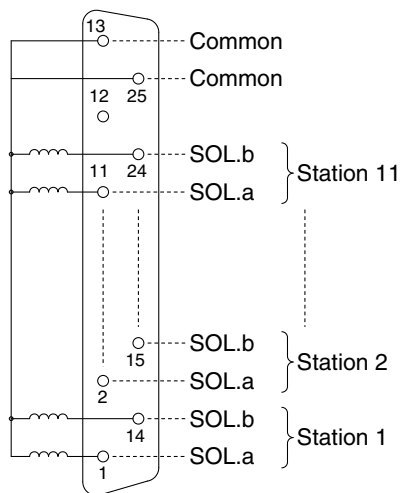 13
Common
Common
12 25
SOL.b
11 24
SOL.a
Station 11
SOL.b
15
Station 2
SOL.a
2
SOL.b
14
Station 1
SOL.a
1